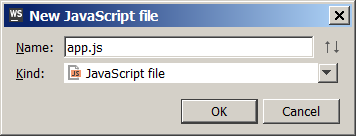 WS New JavaScript file
Name: app.js
Kind: JS JavaScript file
OK Cancel